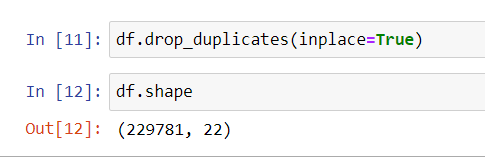 In [11]: df.drop_duplicates(inplace=True)
In [12]: df.shape
Out[12]: (229781, 22)